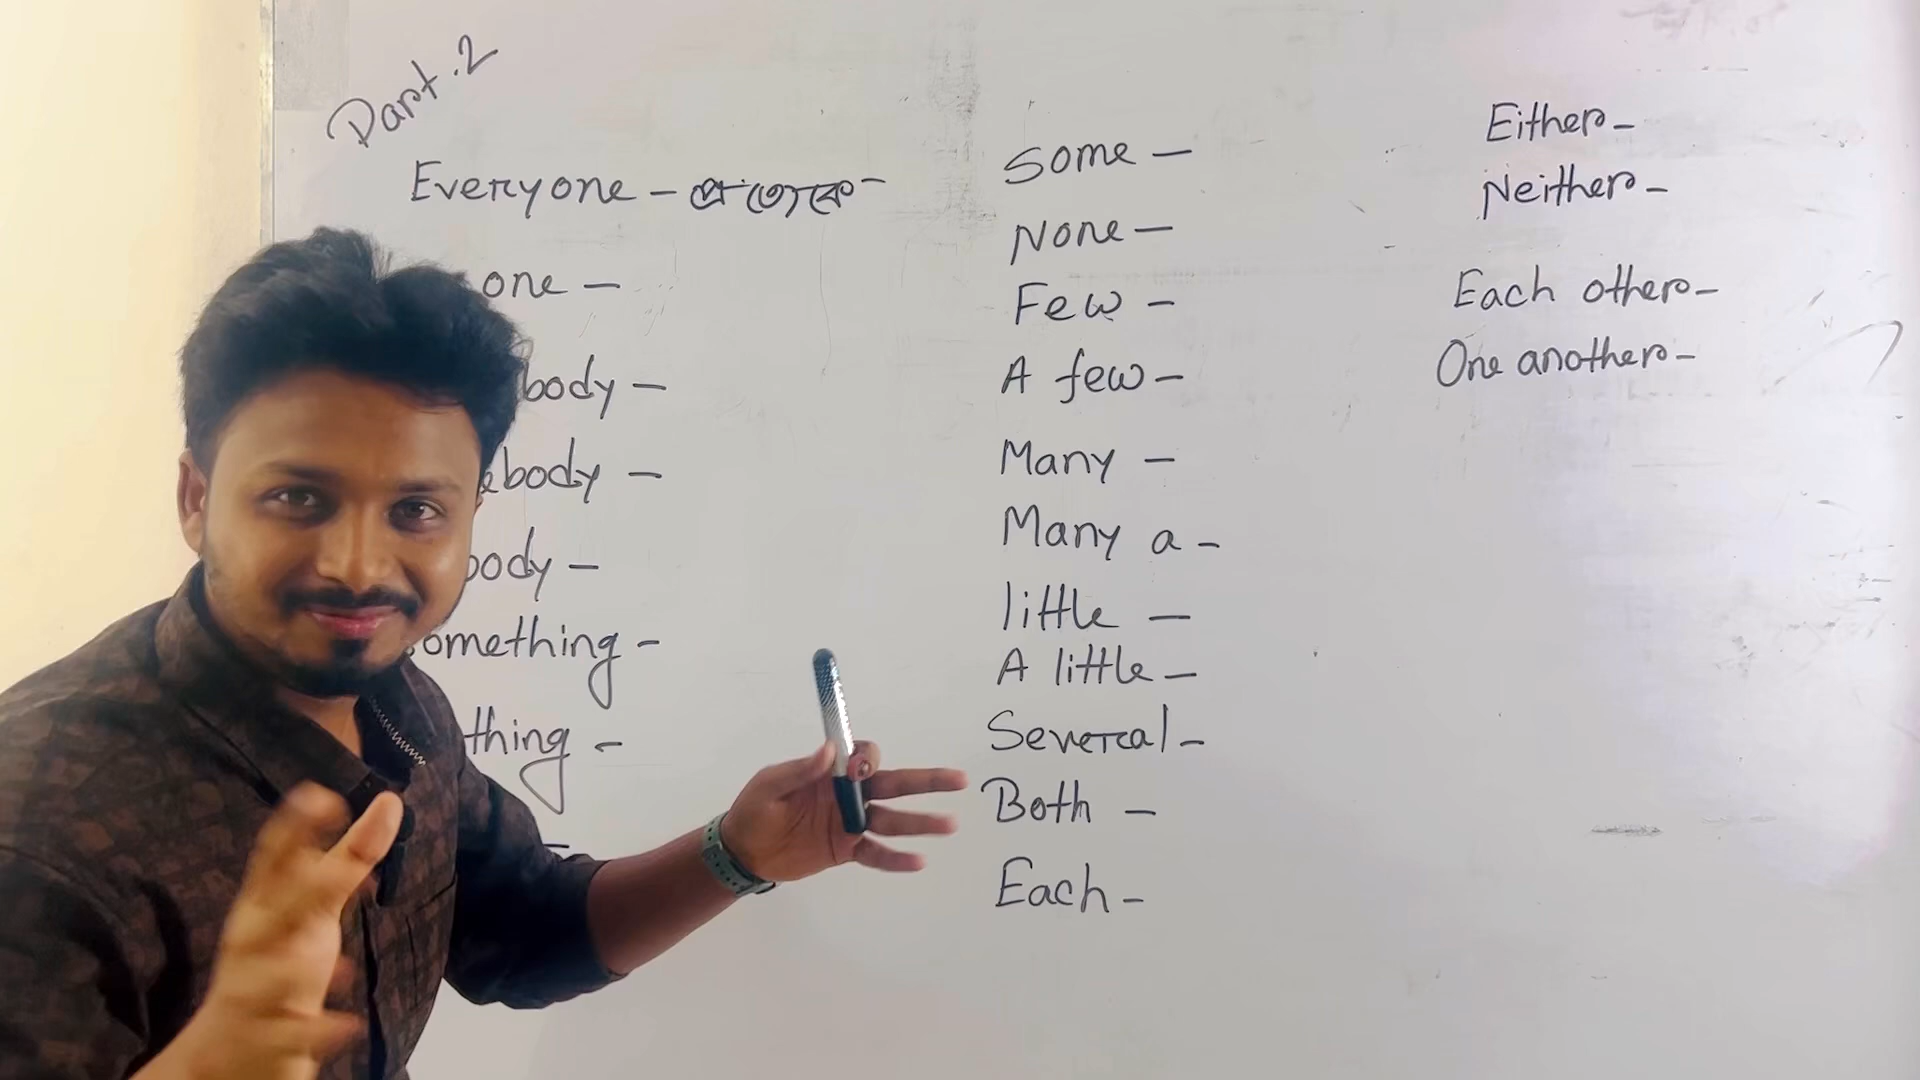 Part.2
Everyone - প্রত্যেকে -
one -
body -
ebody -
body -
omething -
thing -
Some -
None -
Few -
A few -
Many -
Many a -
little -
A little -
Several -
Both -
Each -
Either -
Neither -
Each other -
One another -